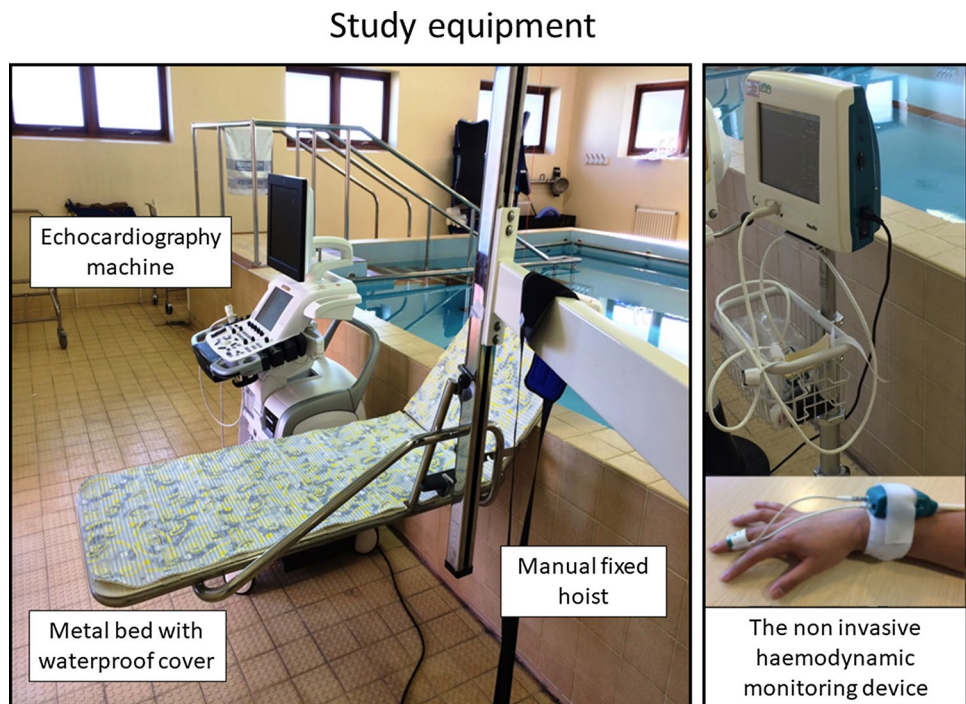 Study equipment
Echocardiography
machine
Manual fixed
hoist
Metal bed with
waterproof cover
The non invasive
haemodynamic
monitoring device